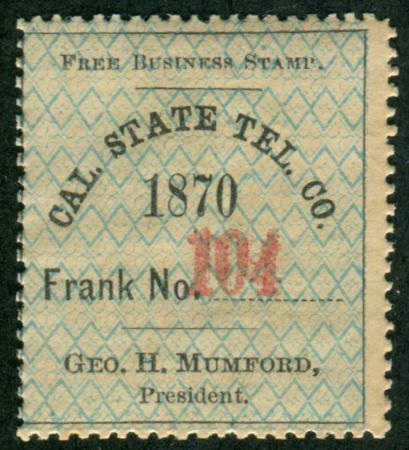 FREE BUSINESS STAMP.
CAL. STATE TEL. CO.
1870
Frank No. 104
GEO. H. MUMFORD,
President.